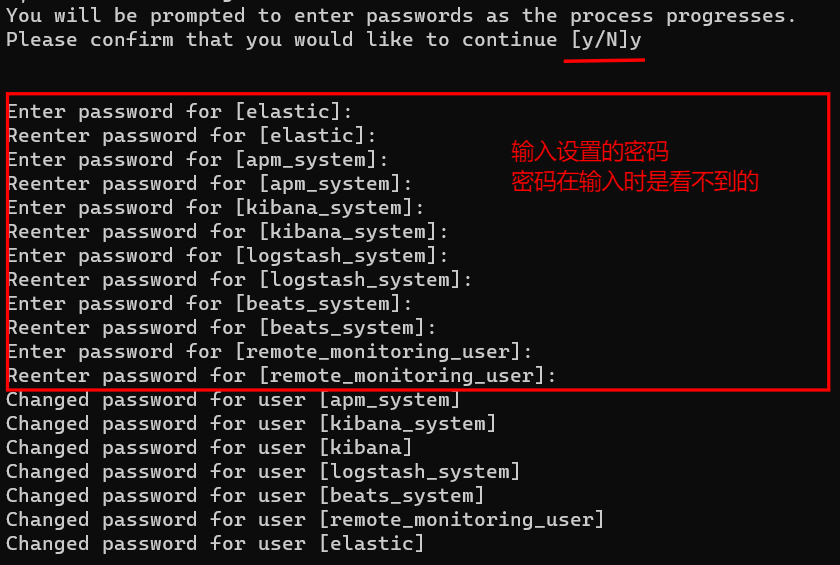 You will be prompted to enter passwords as the process progresses.
Please confirm that you would like to continue [y/N]y
Enter password for [elastic]:
Reenter password for [elastic]:
Enter password for [apm_system]:
Reenter password for [apm_system]:
Enter password for [kibana_system]:
Reenter password for [kibana_system]:
Enter password for [logstash_system]:
Reenter password for [logstash_system]:
Enter password for [beats_system]:
Reenter password for [beats_system]:
Enter password for [remote_monitoring_user]:
Reenter password for [remote_monitoring_user]:
输入设置的密码
密码在输入时是看不到的
Changed password for user [apm_system]
Changed password for user [kibana_system]
Changed password for user [kibana]
Changed password for user [logstash_system]
Changed password for user [beats_system]
Changed password for user [remote_monitoring_user]
Changed password for user [elastic]